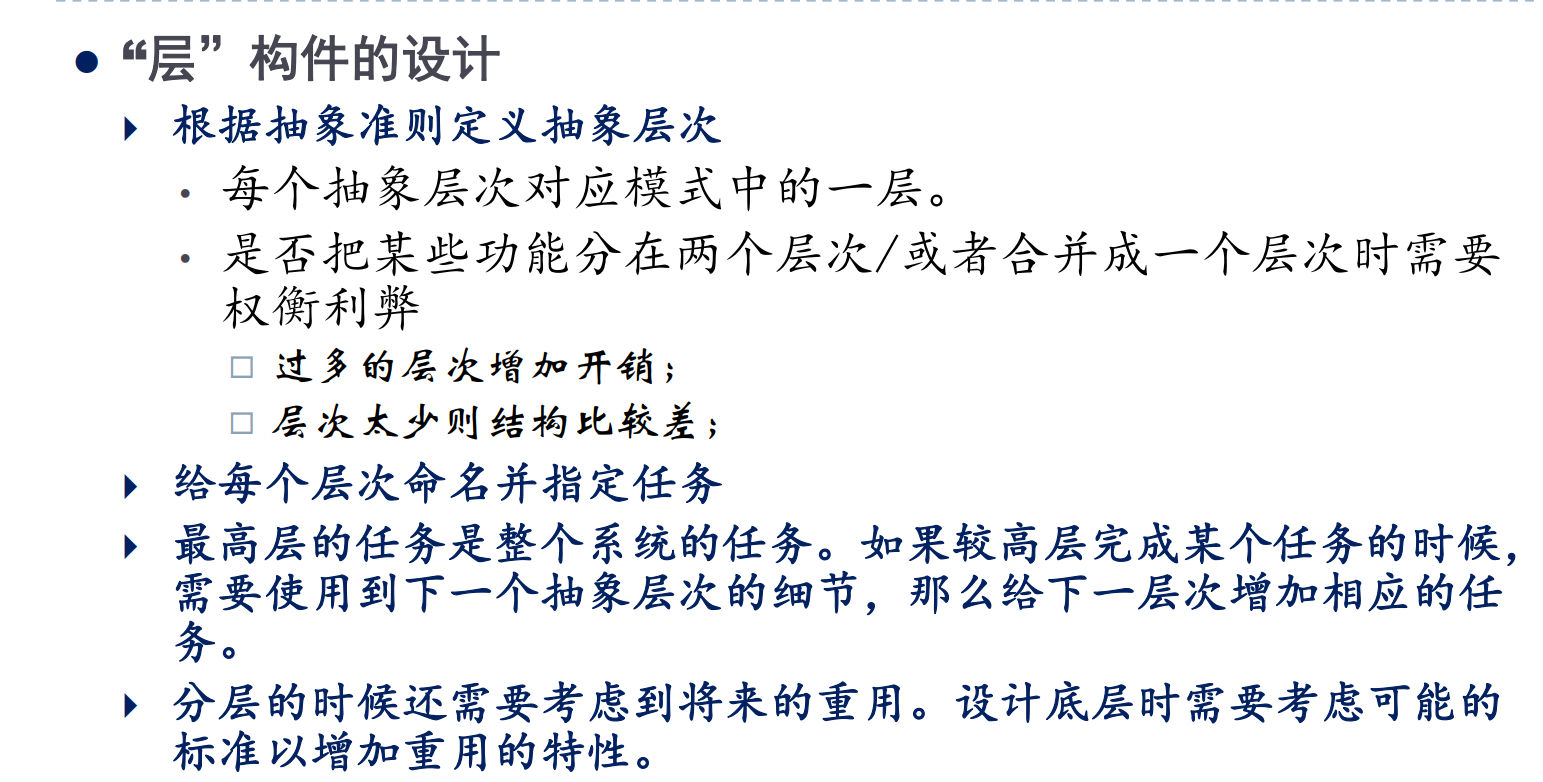 ● “层”构件的设计
根据抽象准则定义抽象层次
• 每个抽象层次对应模式中的一层。
• 是否把某些功能分在两个层次/或者合并成一个层次时需要
权衡利弊
□ 过多的层次增加开销；
□ 层次太少则结构比较差；
给每个层次命名并指定任务
最高层的任务是整个系统的任务。如果较高层完成某个任务的时候，
需要使用到下一个抽象层次的细节，那么给下一层次增加相应的任
务。
分层的时候还需要考虑到将来的重用。设计底层时需要考虑可能的
标准以增加重用的特性。